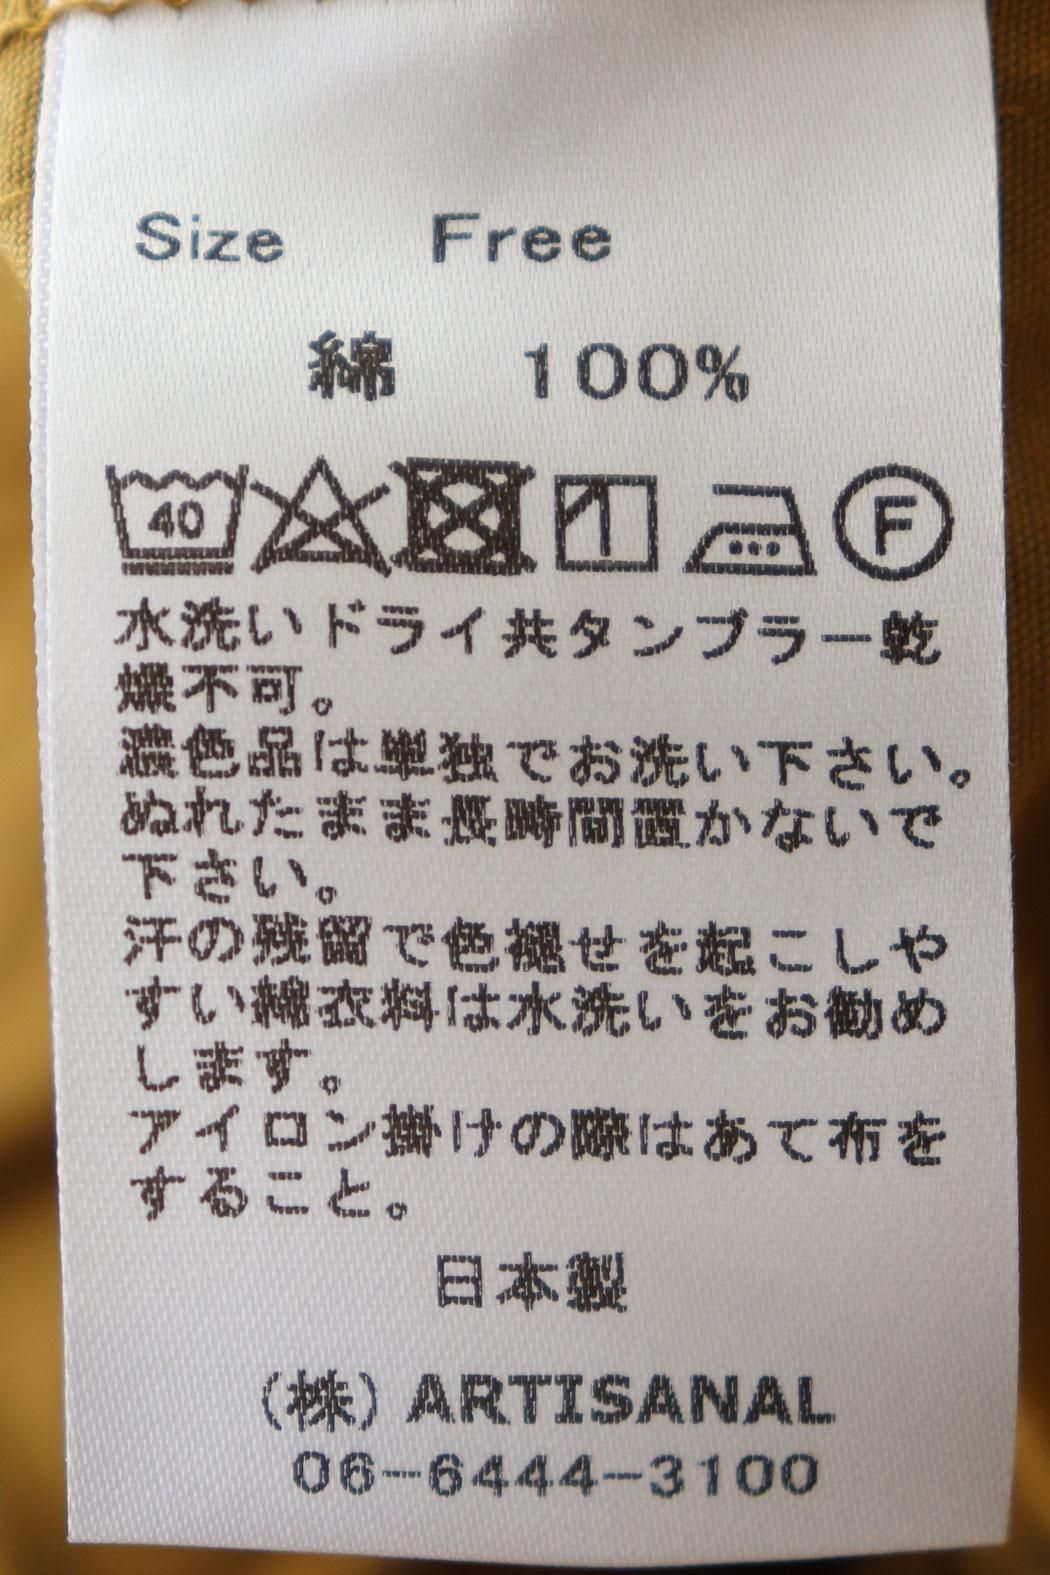 Size Free
綿 100%
40 F
水洗いドライ共タンブラー乾
燥不可。
濃色品は単独でお洗い下さい。
ぬれたまま長時間置かないで
下さい。
汗の残留で色褪せを起こしや
すい綿衣料は水洗いをお勧め
します。
アイロン掛けの際はあて布を
すること。
日本製
(株)ARTISANAL
06-6444-3100